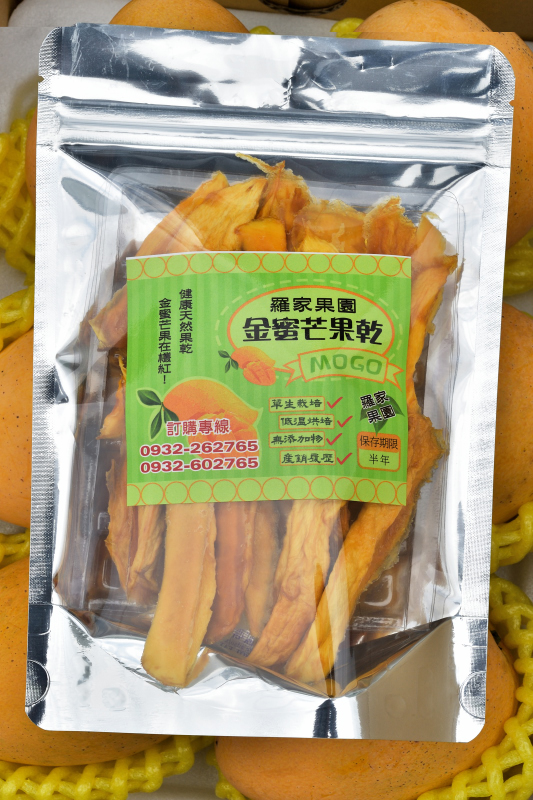 健康天然果乾
金蜜芒果在檨紅！
羅家果園
金蜜芒果乾
MOGO
訂購專線
0932-262765
0932-602765
草生栽培
低溫烘培
無添加物
產銷履歷
羅家
果園
保存期限
半年